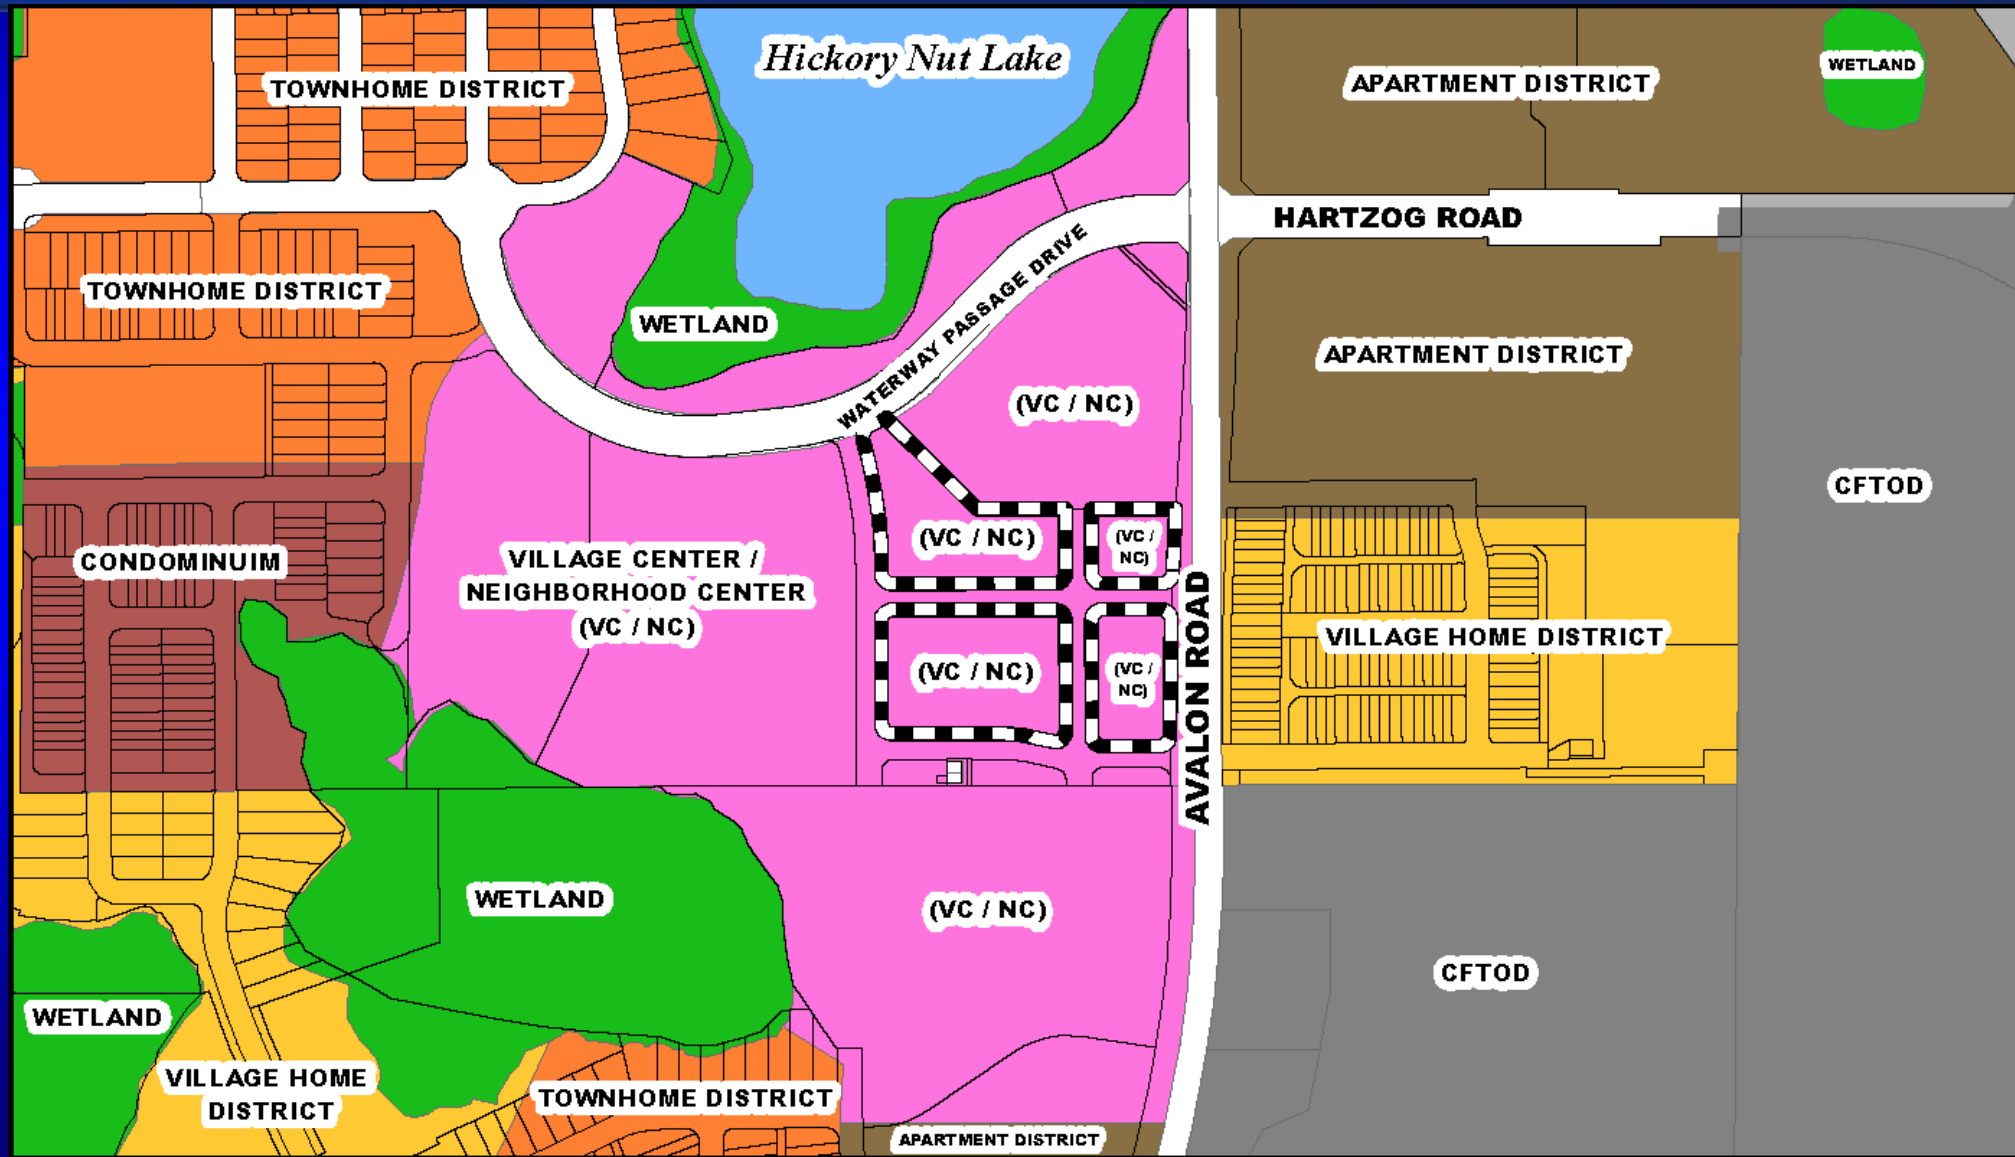 Hickory Nut Lake
WETLAND
APARTMENT DISTRICT
TOWNHOME DISTRICT
HARTZOG ROAD
WATERWAY PASSAGE DRIVE
TOWNHOME DISTRICT
WETLAND
APARTMENT DISTRICT
(VC / NC)
CFTOD
(VC / NC)
(VC /
NC)
CONDOMINUIM
VILLAGE CENTER /
NEIGHBORHOOD CENTER
(VC / NC)
VILLAGE HOME DISTRICT
(VC / NC)
(VC /
NC)
AVALON ROAD
WETLAND
(VC / NC)
CFTOD
WETLAND
VILLAGE HOME
DISTRICT
TOWNHOME DISTRICT
APARTMENT DISTRICT